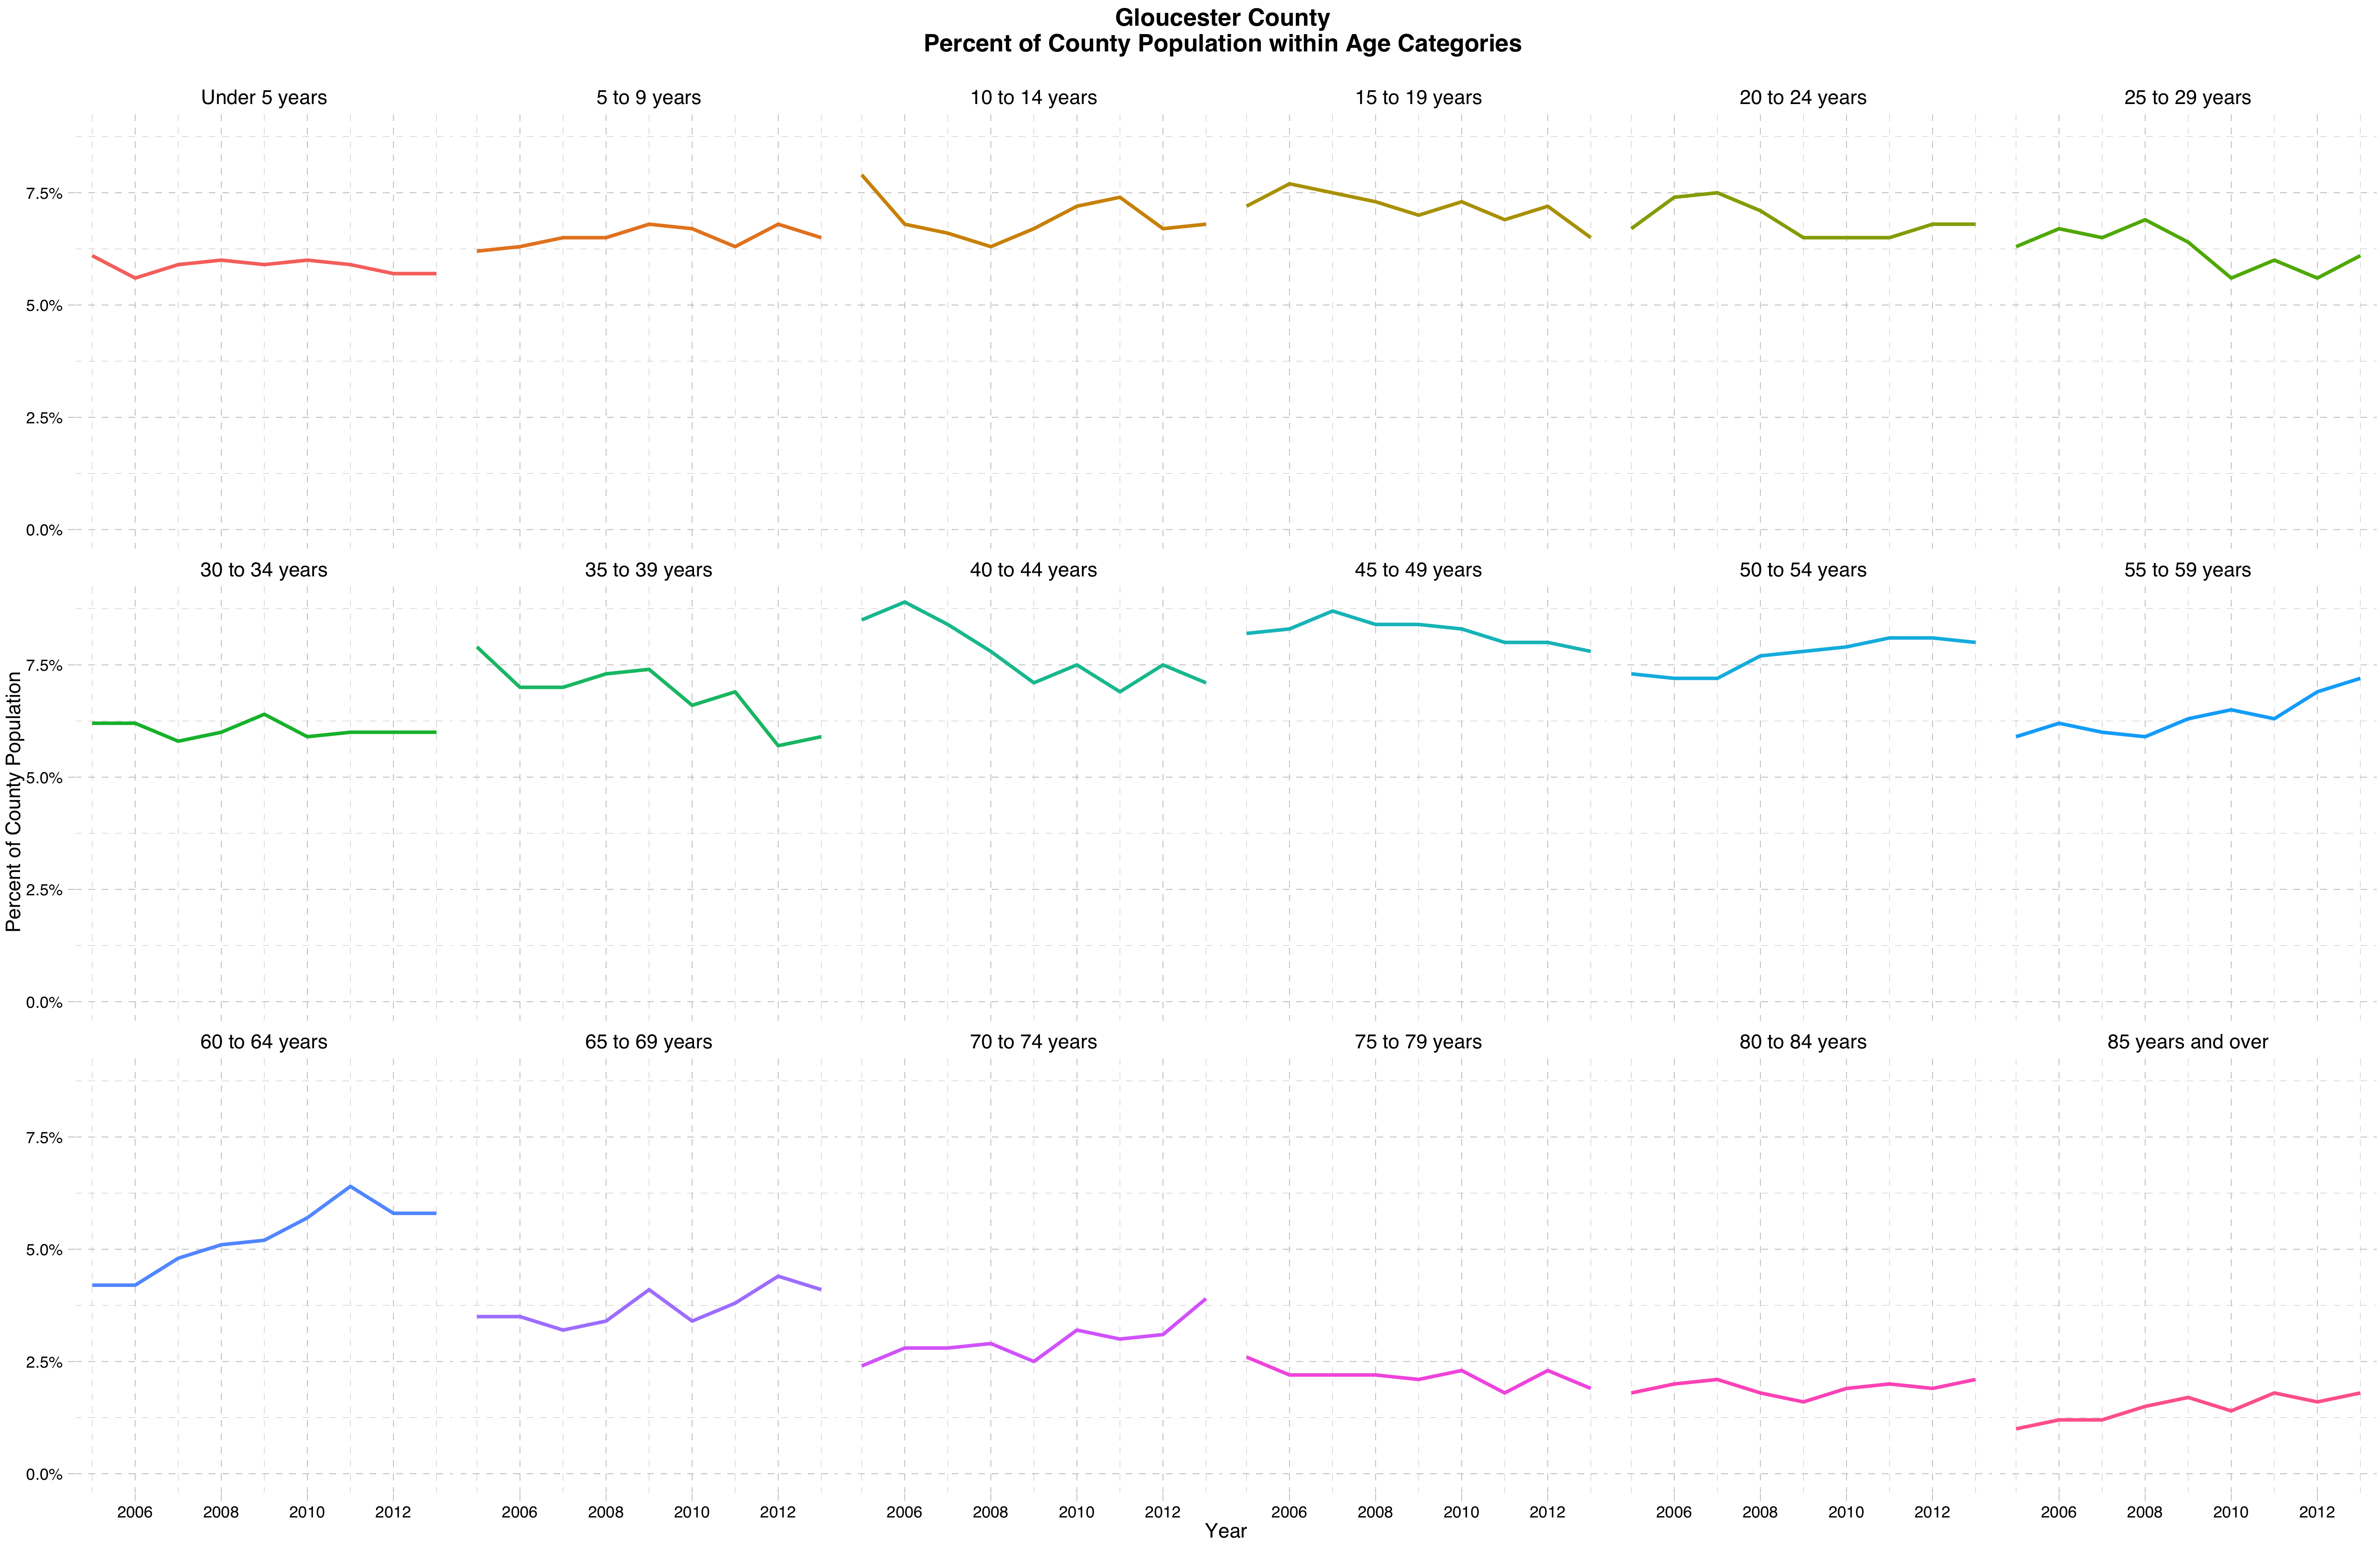 Gloucester County
Percent of County Population within Age Categories
Under 5 years
5 to 9 years
10 to 14 years
15 to 19 years
20 to 24 years
25 to 29 years
7.5%
5.0%
2.5%
0.0%
30 to 34 years
35 to 39 years
40 to 44 years
45 to 49 years
50 to 54 years
55 to 59 years
Percent of County Population
7.5%
5.0%
2.5%
0.0%
60 to 64 years
65 to 69 years
70 to 74 years
75 to 79 years
80 to 84 years
85 years and over
7.5%
5.0%
2.5%
0.0%
2006 2008 2010 2012
2006 2008 2010 2012
2006 2008 2010 2012
2006 2008 2010 2012
2006 2008 2010 2012
2006 2008 2010 2012
Year